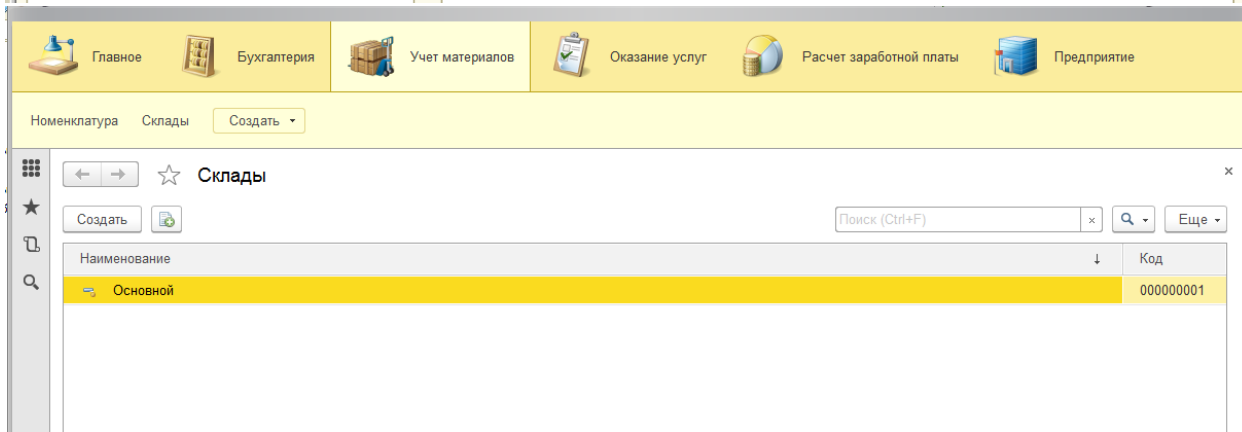 Главное Бухгалтерия Учет материалов Оказание услуг Расчет заработной платы Предприятие
Номенклатура Склады Создать
Склады
Создать Поиск (Ctrl+F) Еще
Наименование Код
Основной 000000001